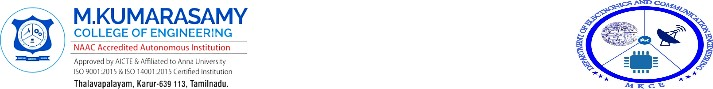 M.KUMARASAMY
COLLEGE OF ENGINEERING
NAAC Accredited Autonomous Institution
Approved by AICTE & Affiliated to Anna University
ISO 9001:2015 & ISO 14001:2015 Certified Institution
Thalavapalayam, Karur-639 113, Tamilnadu.
DEPARTMENT OF ELECTRONICS AND COMMUNICATION ENGINEERING
MKCE